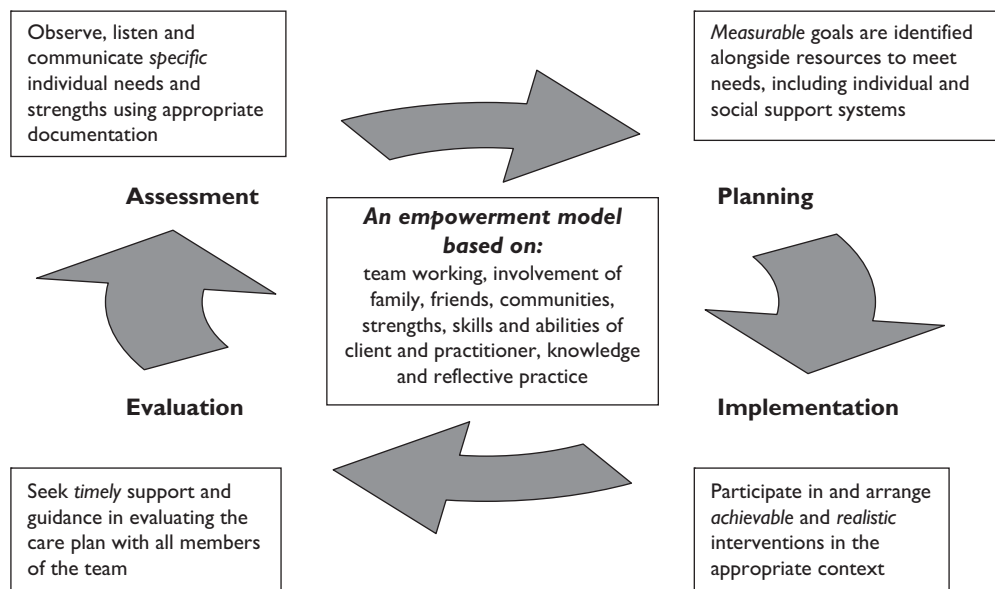 Observe, listen and
communicate specific
individual needs and
strengths using appropriate
documentation
Measurable goals are identified
alongside resources to meet
needs, including individual and
social support systems
Assessment
Planning
An empowerment model
based on:
team working, involvement of
family, friends, communities,
strengths, skills and abilities of
client and practitioner, knowledge
and reflective practice
Evaluation
Implementation
Seek timely support and
guidance in evaluating the
care plan with all members
of the team
Participate in and arrange
achievable and realistic
interventions in the
appropriate context